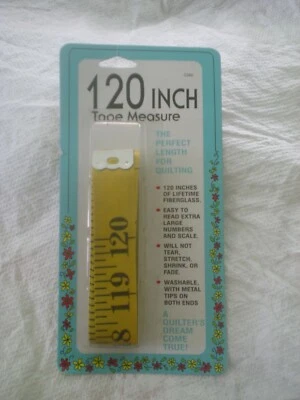 120 INCH
Tape Measure
THE
PERFECT
LENGTH
FOR
QUILTING
120 INCHES
OF LIFETIME
FIBERGLASS.
EASY TO
READ EXTRA
LARGE
NUMBERS
AND SCALE.
WILL NOT
TEAR,
STRETCH,
SHRINK, OR
FADE.
WASHABLE,
WITH METAL
TIPS ON
BOTH ENDS
A
QUILTER'S
DREAM
COME
TRUE!
120
119
8